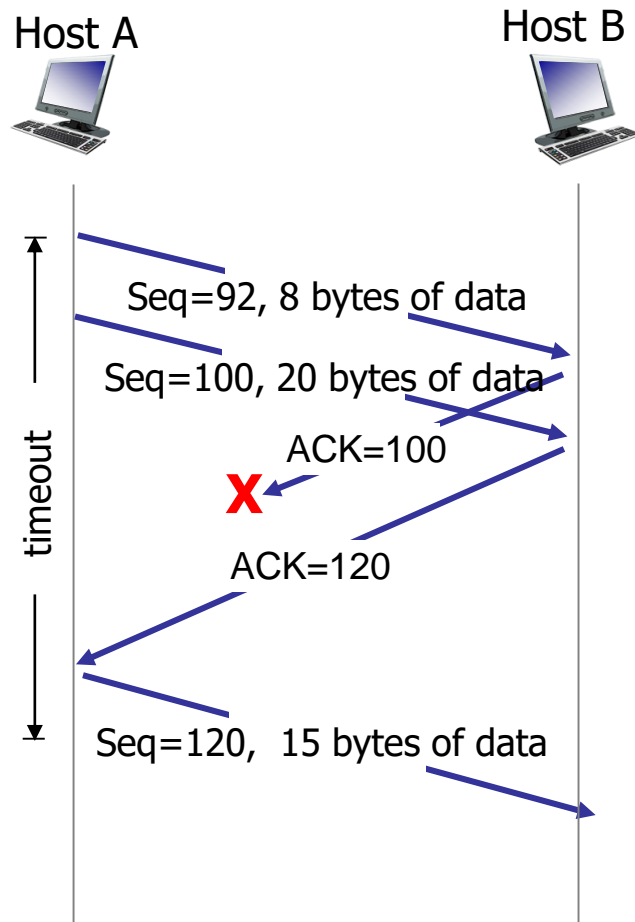 Host A
Host B
Seq=92, 8 bytes of data
Seq=100, 20 bytes of data
ACK=100
X
timeout
ACK=120
Seq=120,  15 bytes of data